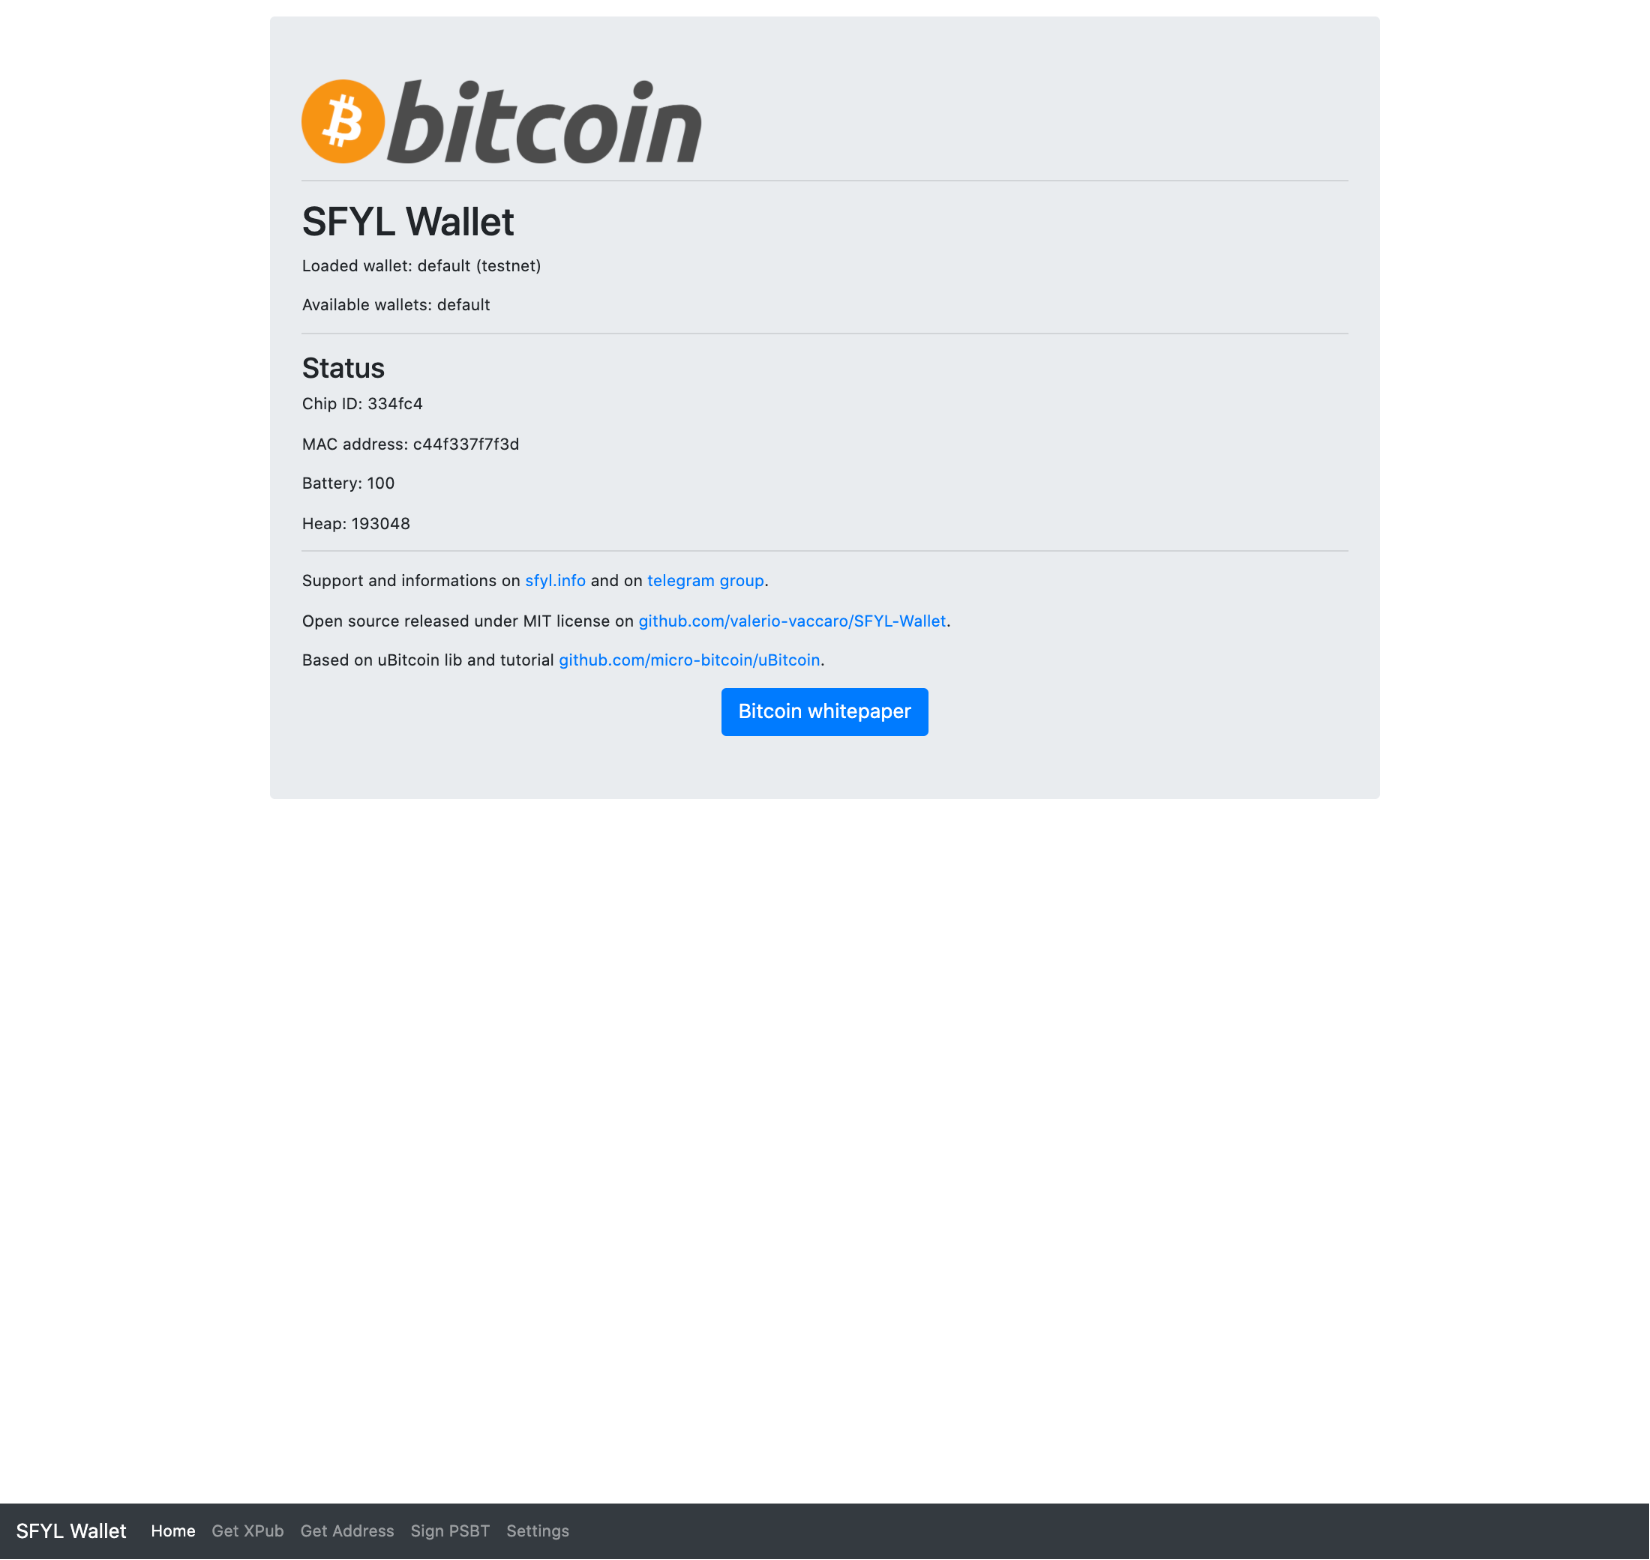 bitcoin
SFYL Wallet
Loaded wallet: default (testnet)
Available wallets: default
Status
Chip ID: 334fc4
MAC address: c44f337f7f3d
Battery: 100
Heap: 193048
Support and informations on sfyl.info and on telegram group.
Open source released under MIT license on github.com/valerio-vaccaro/SFYL-Wallet.
Based on uBitcoin lib and tutorial github.com/micro-bitcoin/uBitcoin.
Bitcoin whitepaper
SFYL Wallet Home Get XPub Get Address Sign PSBT Settings